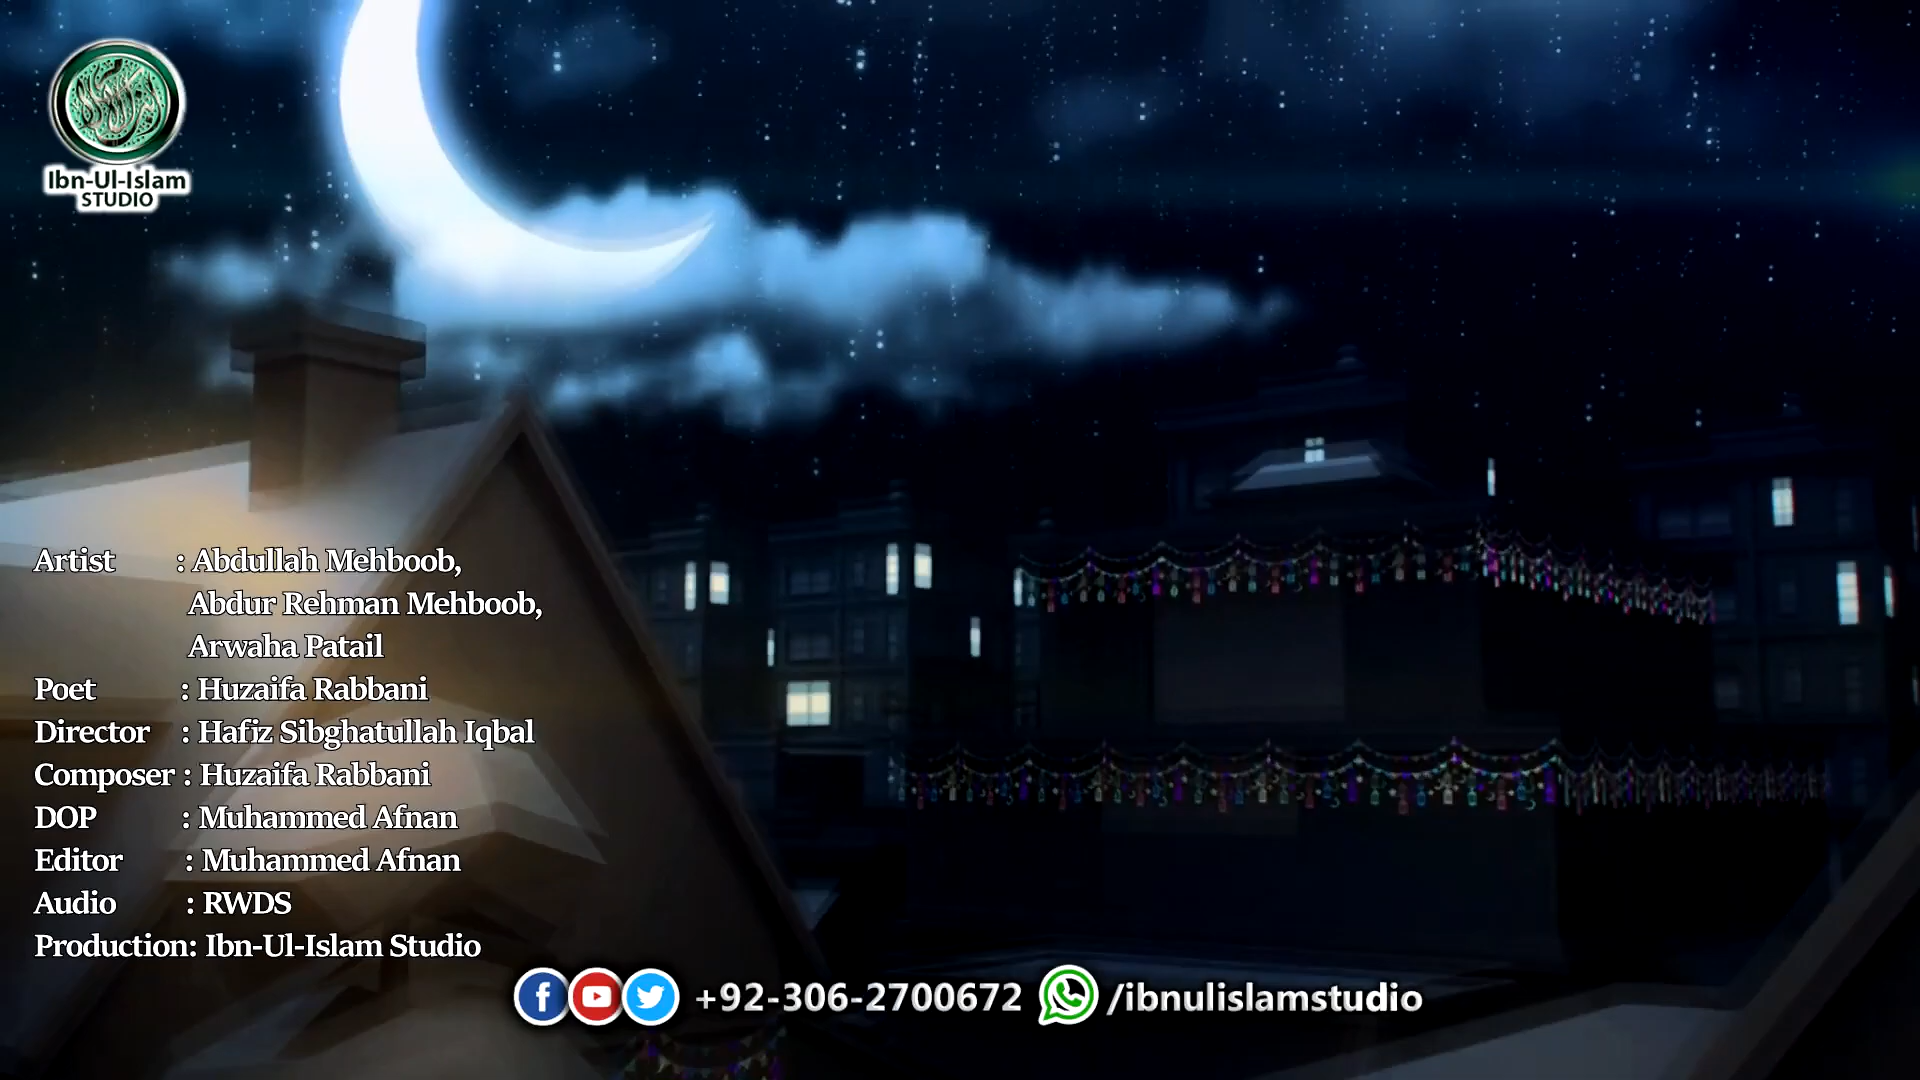 Ibn-Ul-Islam
STUDIO
Artist : Abdullah Mehboob,
Abdur Rehman Mehboob,
Arwaha Patail
Poet : Huzaifa Rabbani
Director : Hafiz Sibghatullah Iqbal
Composer : Huzaifa Rabbani
DOP : Muhammed Afnan
Editor : Muhammed Afnan
Audio : RWDS
Production: Ibn-Ul-Islam Studio
+92-306-2700672 /ibnulislamstudio